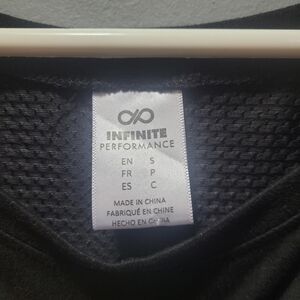 INFINITE
PERFORMANCE
EN S
FR P
ES C
MADE IN CHINA
FABRIQUÉ EN CHINE
HECHO EN CHINA